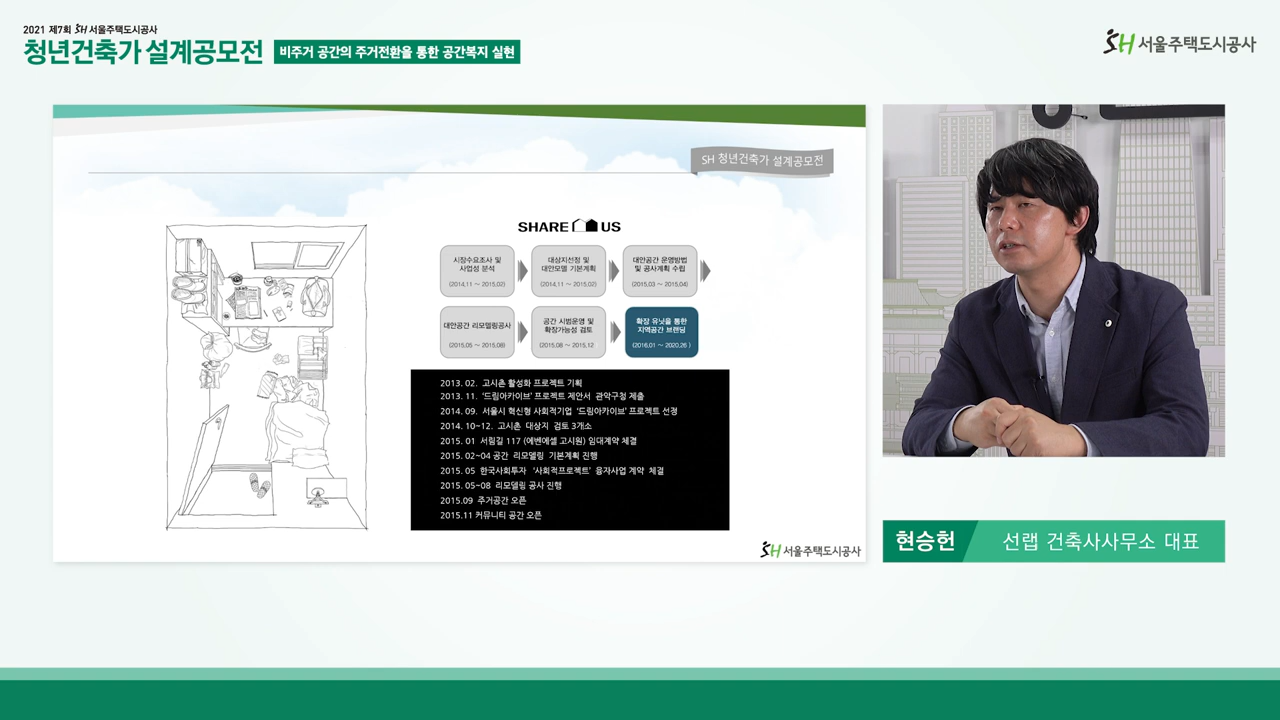 2021 제7회 SH 서울주택도시공사
청년건축가 설계공모전 비주거 공간의 주거전환을 통한 공간복지 실현
SH 서울주택도시공사
SH 청년건축가 설계공모전
SHARE US
시장수요조사 및
사업성 분석
(2014.11 ~ 2015.02)
대상지선정 및
대안모델 기본계획
(2014.11 ~ 2015.02)
대안공간 운영방법
및 공사계획 수립
(2015.03 ~ 2015.04)
대안공간 리모델링공사
(2015.05 ~ 2015.08)
공간 시범운영 및
확장가능성 검토
(2015.08 ~ 2015.12
확장 유닛을 통한
지역공간 브랜딩
(2016.01 ~ 2020.26 )
2013. 02. 고시촌 활성화 프로젝트 기획
2013. 11. '드림아카이브' 프로젝트 제안서 관악구청 제출
2014. 09. 서울시 혁신형 사회적기업 '드림아카이브' 프로젝트 선정
2014. 10~12. 고시촌 대상지 검토 3개소
2015. 01 서림길 117 (에벤에셀 고시원) 임대계약 체결
2015. 02~04 공간 리모델링 기본계획 진행
2015. 05 한국사회투자 '사회적프로젝트' 융자사업 계약 체결
2015. 05~08 리모델링 공사 진행
2015.09 주거공간 오픈
2015.11 커뮤니티 공간 오픈
SH 서울주택도시공사
현승헌 선랩 건축사사무소 대표